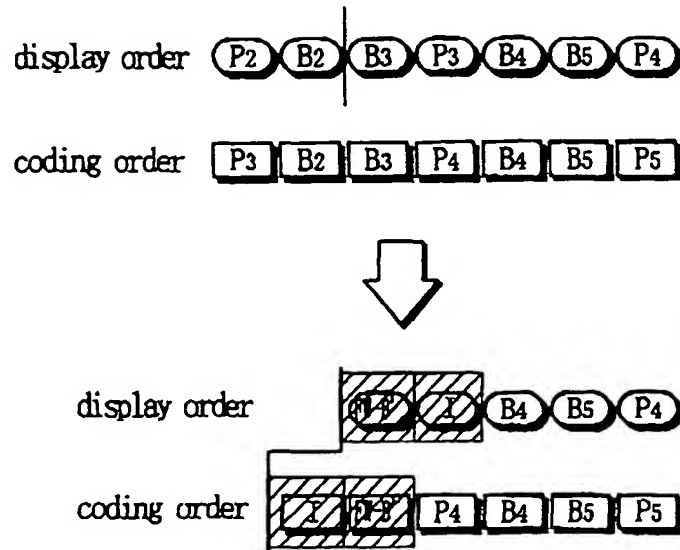 display order P2 B2 B3 P3 B4 B5 P4
coding order P3 B2 B3 P4 B4 B5 P5
display order I B4 B5 P4
coding order I P4 B4 B5 P5